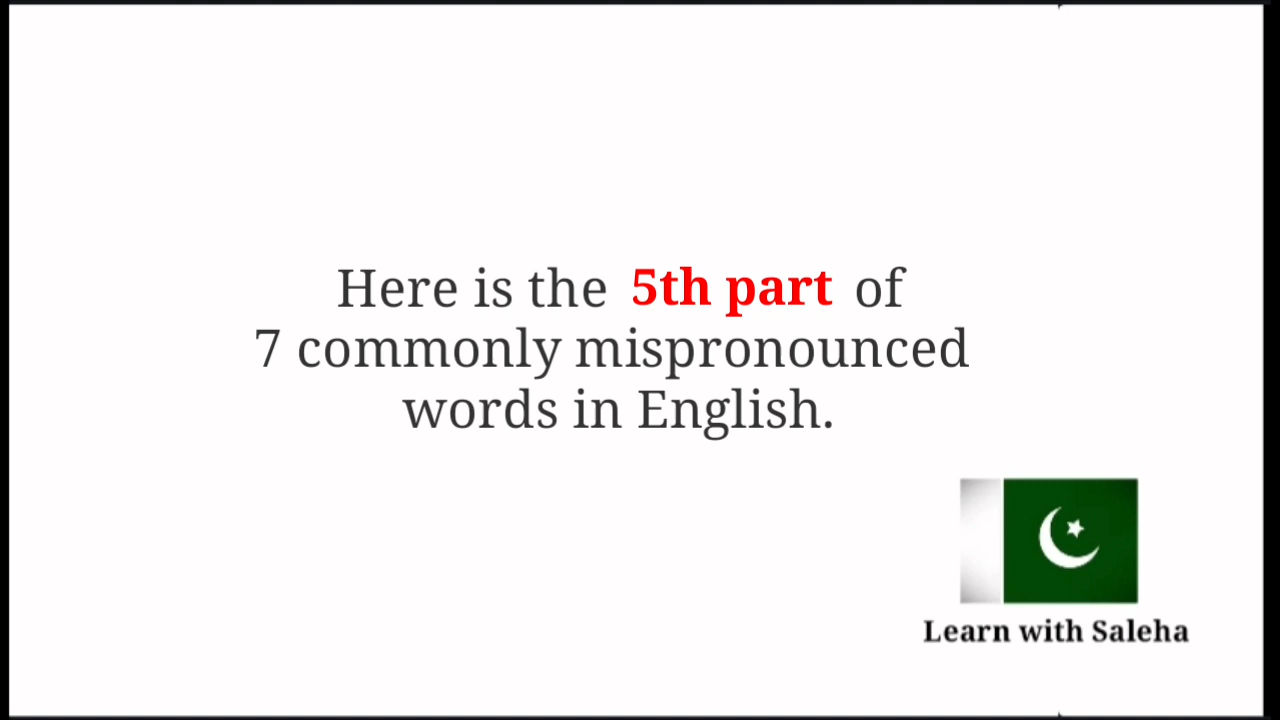 Here is the 5th part of
7 commonly mispronounced
words in English.
Learn with Saleha